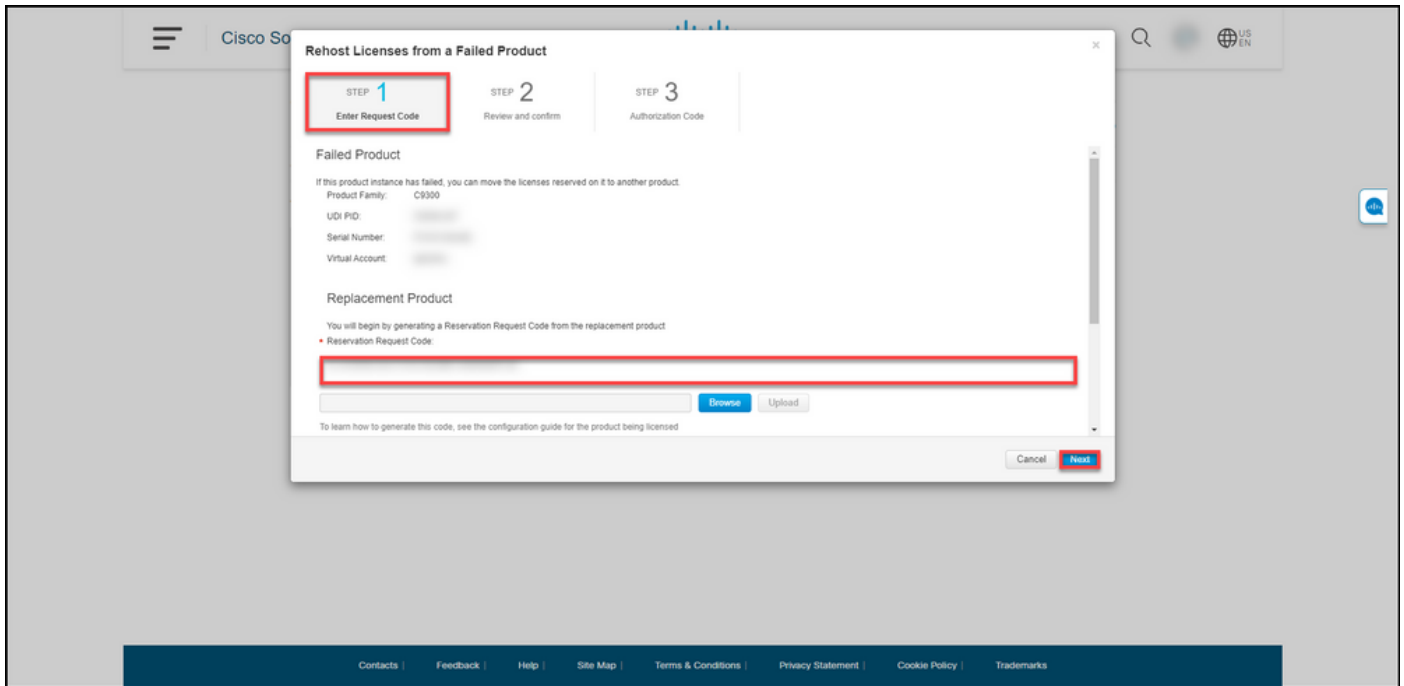 Cisco So
US
EN
Rehost Licenses from a Failed Product
×
STEP 1
Enter Request Code
STEP 2
Review and confirm
STEP 3
Authorization Code
Failed Product
If this product instance has failed, you can move the licenses reserved on it to another product.
Product Family: C9300
UDI PID:
Serial Number:
Virtual Account:
Replacement Product
You will begin by generating a Reservation Request Code from the replacement product
* Reservation Request Code:
Browse Upload
To learn how to generate this code, see the configuration guide for the product being licensed
Cancel Next
Contacts | Feedback | Help | Site Map | Terms & Conditions | Privacy Statement | Cookie Policy | Trademarks